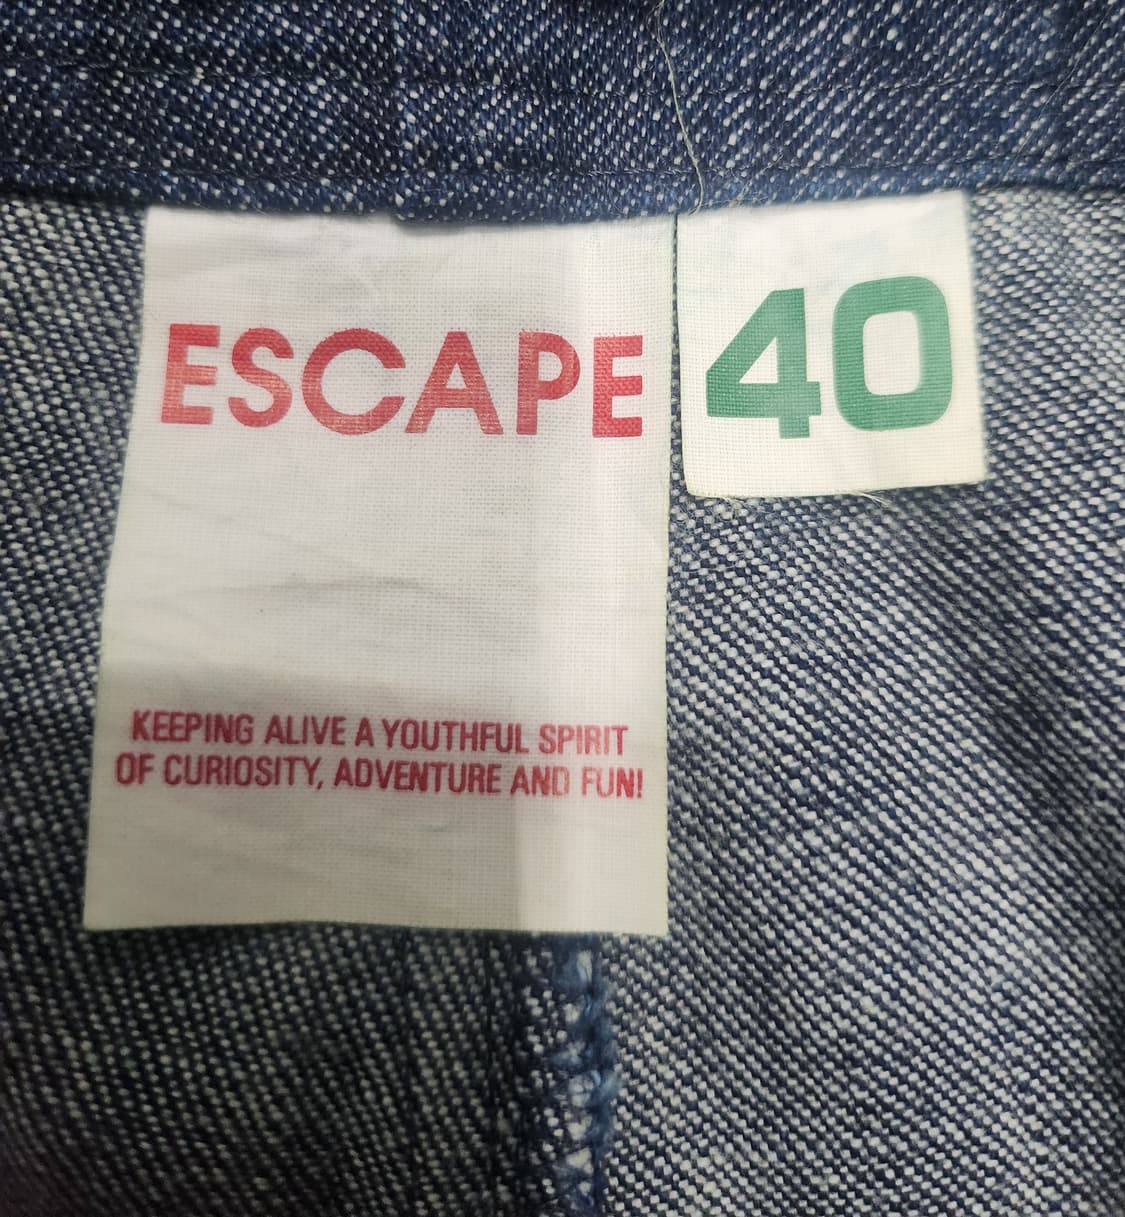 ESCAPE
40
KEEPING ALIVE A YOUTHFUL SPIRIT
OF CURIOSITY, ADVENTURE AND FUN!